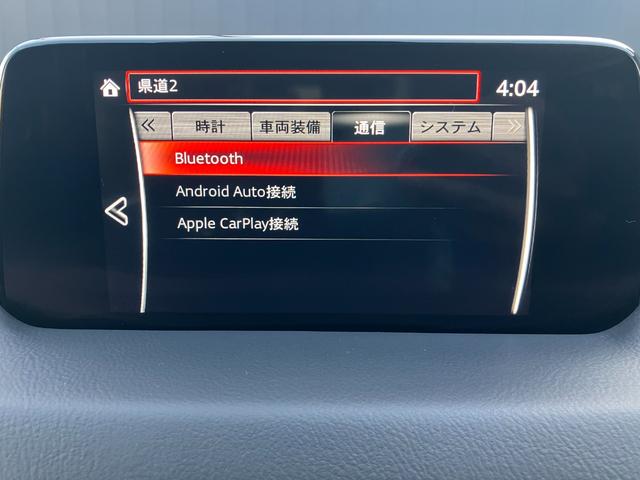 県道2 4:04
時計 車両装備 通信 システム
Bluetooth
Android Auto接続
Apple CarPlay接続